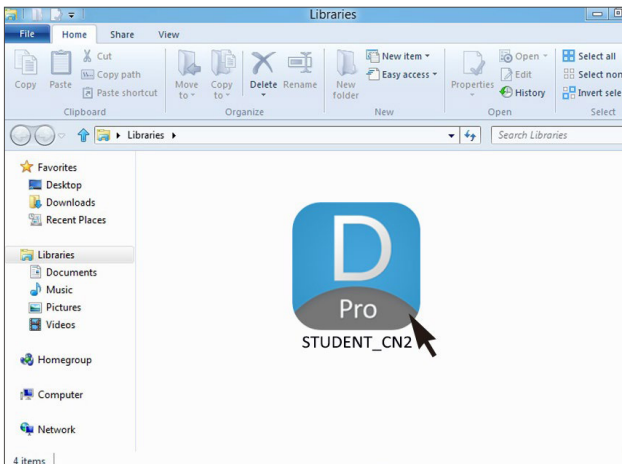 Libraries
File Home Share View
Copy
Paste
Cut
Copy path
Paste shortcut
Clipboard
Move to
Copy to
Delete
Rename
Organize
New folder
New item
Easy access
New
Properties
Open
Edit
History
Open
Select all
Select non
Invert sele
Select
Libraries
Search Libraries
Favorites
Desktop
Downloads
Recent Places
Libraries
Documents
Music
Pictures
Videos
Homegroup
Computer
Network
D
Pro
STUDENT_CN2
4 items